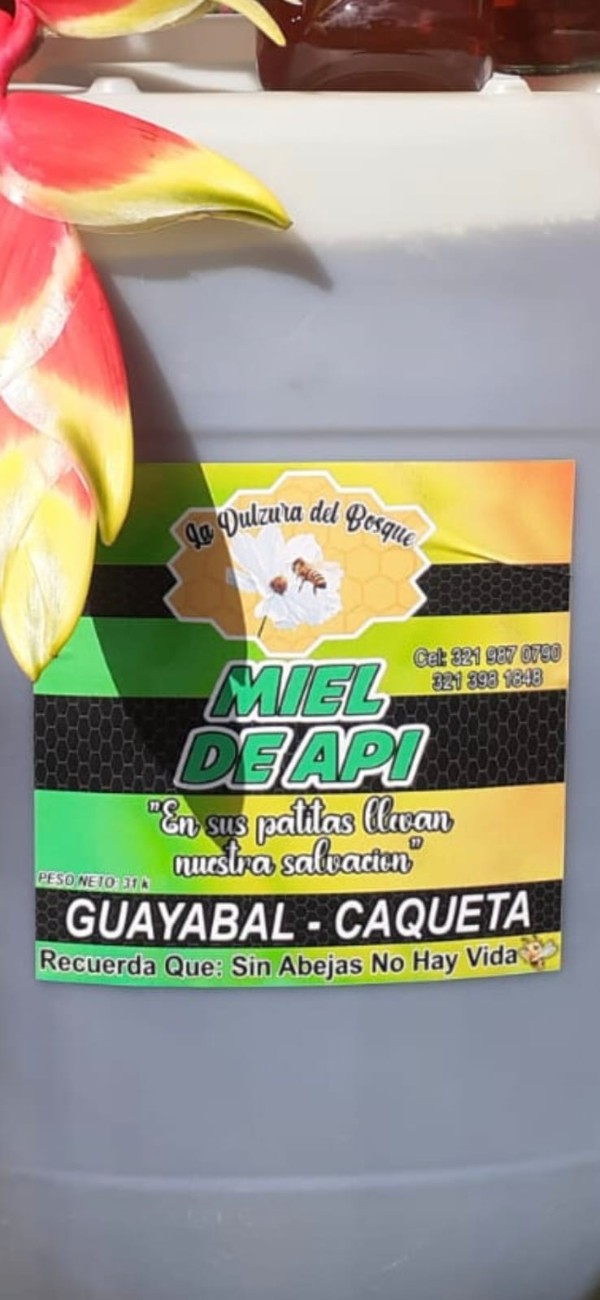 La Dulzura del Bosque
Cel: 321 987 0790
321 398 1848
MIEL
DE API
"En sus patitas llevan
nuestra salvacion"
PESO NETO: 31 k
GUAYABAL - CAQUETA
Recuerda Que: Sin Abejas No Hay Vida